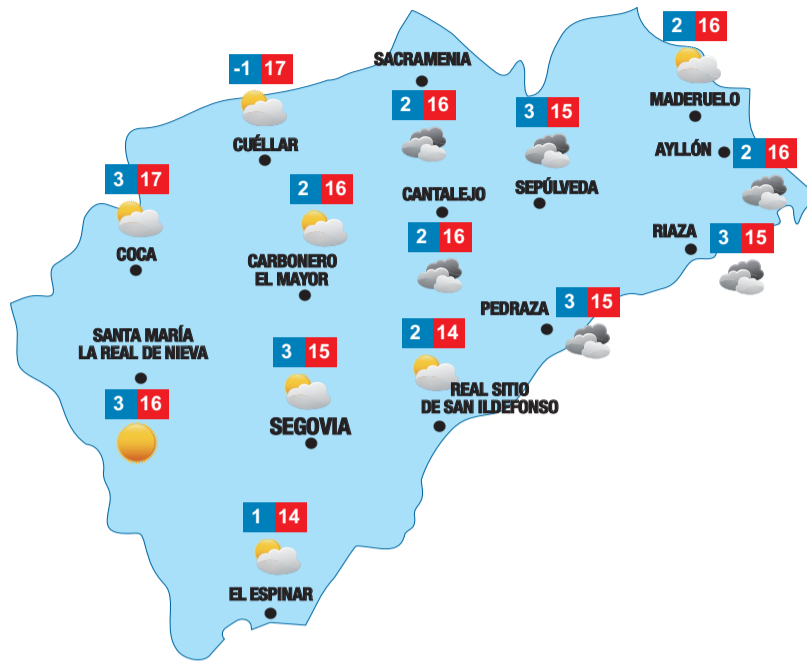 2 16
MADERUELO
SACRAMENIA
2 16
-1 17
CUÉLLAR
3 15
SEPÚLVEDA
AYLLÓN
2 16
3 17
COCA
2 16
CARBONERO
EL MAYOR
CANTALEJO
2 16
RIAZA
3 15
PEDRAZA
3 15
SANTA MARÍA
LA REAL DE NIEVA
3 16
3 15
SEGOVIA
2 14
REAL SITIO
DE SAN ILDEFONSO
1 14
EL ESPINAR